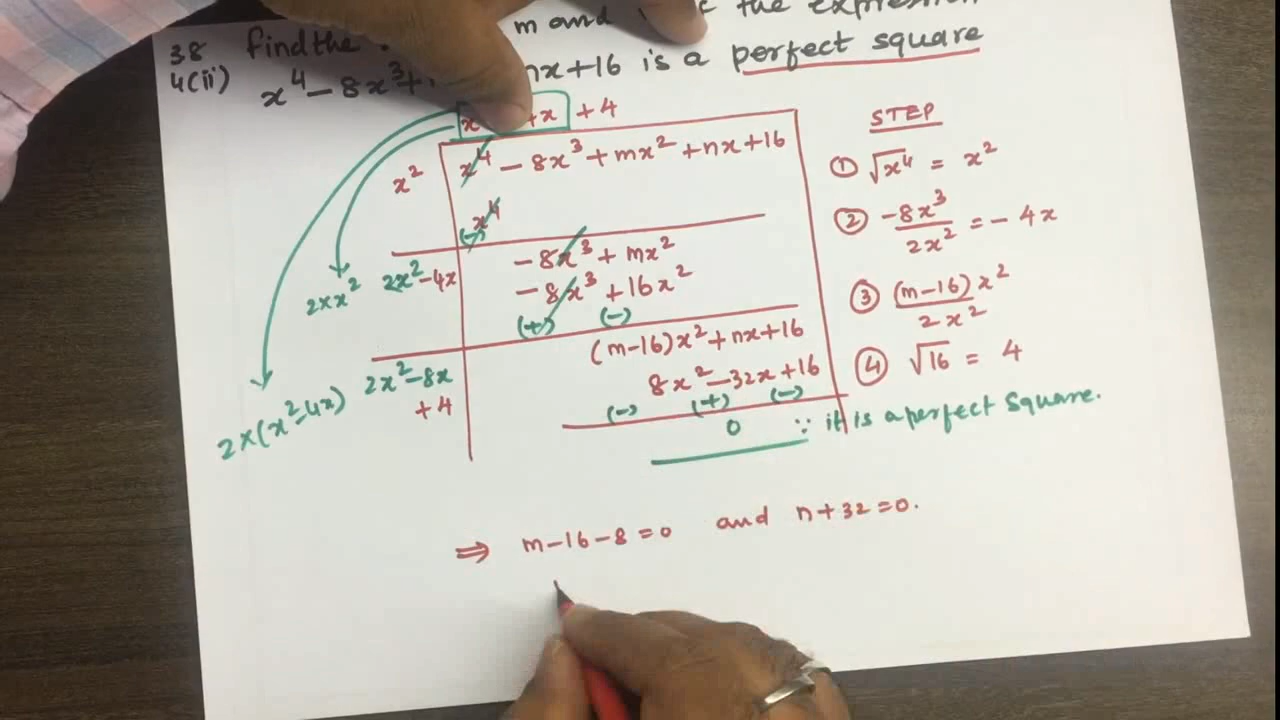 m and the expression
38 Find the
4(ii) x⁴ − 8x³ + nx + 16 is a perfect square
x + 4
x² x⁴ − 8x³ + mx² + nx + 16
x⁴
(−)
2×x² 2x² − 4x −8x³ + mx²
−8x³ + 16x²
(+) (−)
(m−16)x² + nx + 16
2×(x²−4x) 2x² − 8x + 4 8x² − 32x + 16
(−) (+) (−)
0 ∵ it is a perfect square.
STEP
① √x⁴ = x²
② −8x³/2x² = −4x
③ (m−16)x²/2x²
④ √16 = 4
⇒ m−16−8=0 and n+32=0.